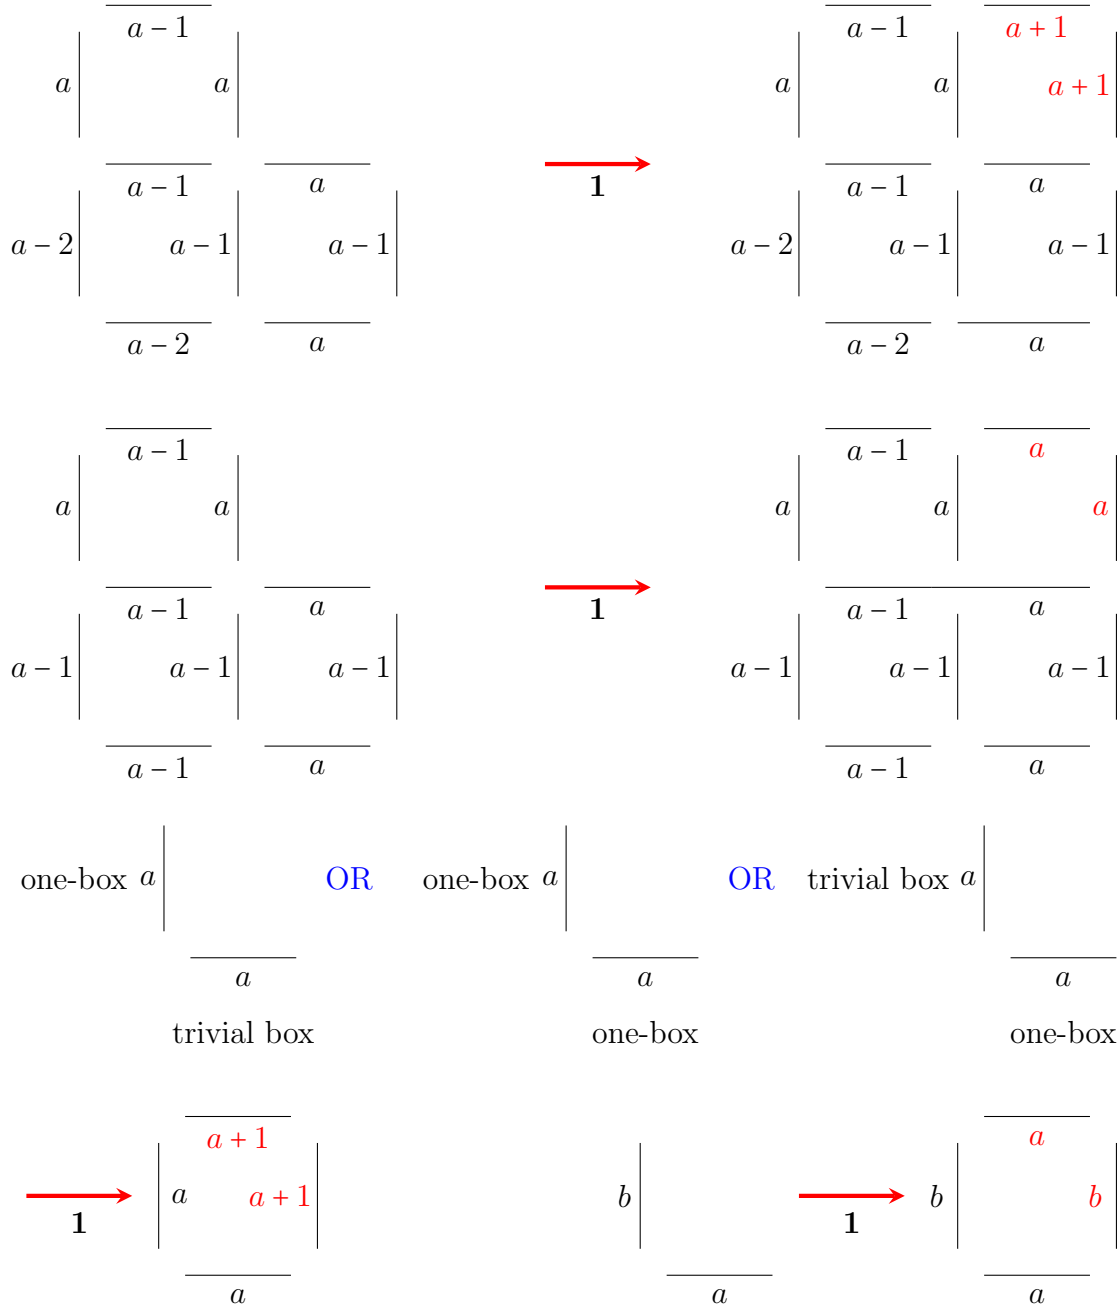 a − 1 a − 1 a + 1
a a a a a + 1
a − 1 a a − 1 a
1
a − 2 a − 1 a − 1 a − 2 a − 1 a − 1
a − 2 a a − 2 a
a − 1 a − 1 a
a a a a a
a − 1 a a − 1 a
1
a − 1 a − 1 a − 1 a − 1 a − 1 a − 1
a − 1 a a − 1 a
one-box a OR one-box a OR trivial box a
a a a
trivial box one-box one-box
a + 1 a
a a + 1 b b b
1 1
a a a